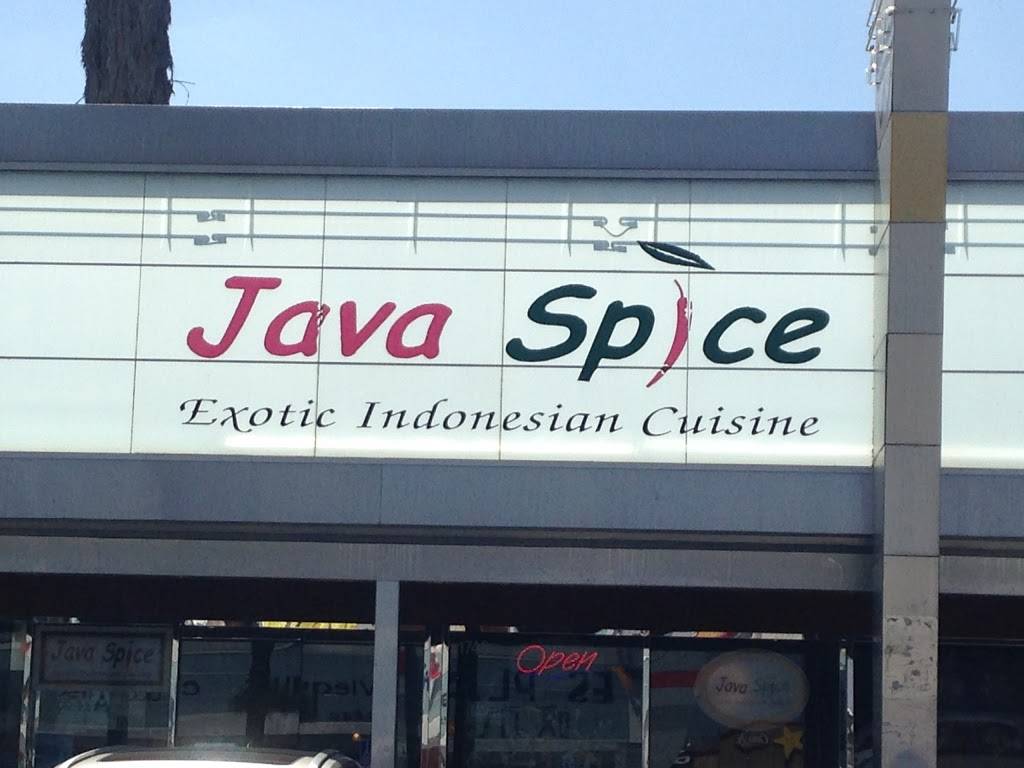 Java Spice
Exotic Indonesian Cuisine
Java Spice
Open
Java Spice